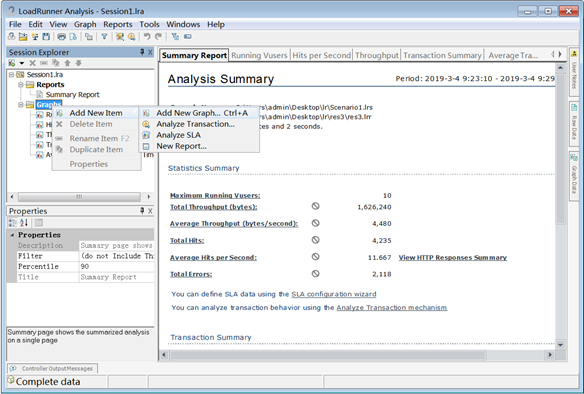 LoadRunner Analysis - Session1.lra
File Edit View Graph Reports Tools Windows Help
Session Explorer
Session1.lra
Reports
Summary Report
Graphs
Add New Item
Delete Item
Rename Item F2
Duplicate Item
Properties
Add New Graph... Ctrl+A
Analyze Transaction...
Analyze SLA
New Report...
Properties
Properties
Description Summary page shows
Filter (do not Include Th
Percentile 90
Title Summary Report
Summary page shows the summarized analysis on a single page
Summary Report Running Vusers Hits per Second Throughput Transaction Summary Average Tra...
Analysis Summary Period: 2019-3-4 9:23:10 - 2019-3-4 9:29
\admin\Desktop\lr\Scenario1.lrs
\admin\Desktop\lr\res3\res3.lrr
tes and 2 seconds.
Statistics Summary
Maximum Running Vusers: 10
Total Throughput (bytes): 1,626,240
Average Throughput (bytes/second): 4,480
Total Hits: 4,235
Average Hits per Second: 11.667 View HTTP Responses Summary
Total Errors: 2,118
You can define SLA data using the SLA configuration wizard
You can analyze transaction behavior using the Analyze Transaction mechanism
Transaction Summary
User Notes
Raw Data
Graph Data
Controller Output Messages
Complete data